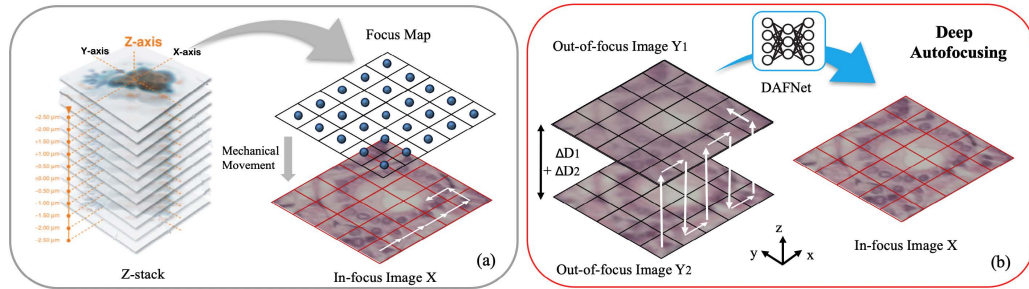 Y-axis
Z-axis
X-axis
+2.50 µm
+2.00 µm
+1.50 µm
+1.00 µm
+0.50 µm
±0.00 µm
-0.50 µm
-1.00 µm
-1.50 µm
-2.00 µm
-2.50 µm
Z-stack
Focus Map
Mechanical
Movement
In-focus Image X
(a)
Out-of-focus Image Y1
DAFNet
Deep
Autofocusing
ΔD1
+ ΔD2
Out-of-focus Image Y2
z
y
x
In-focus Image X
(b)